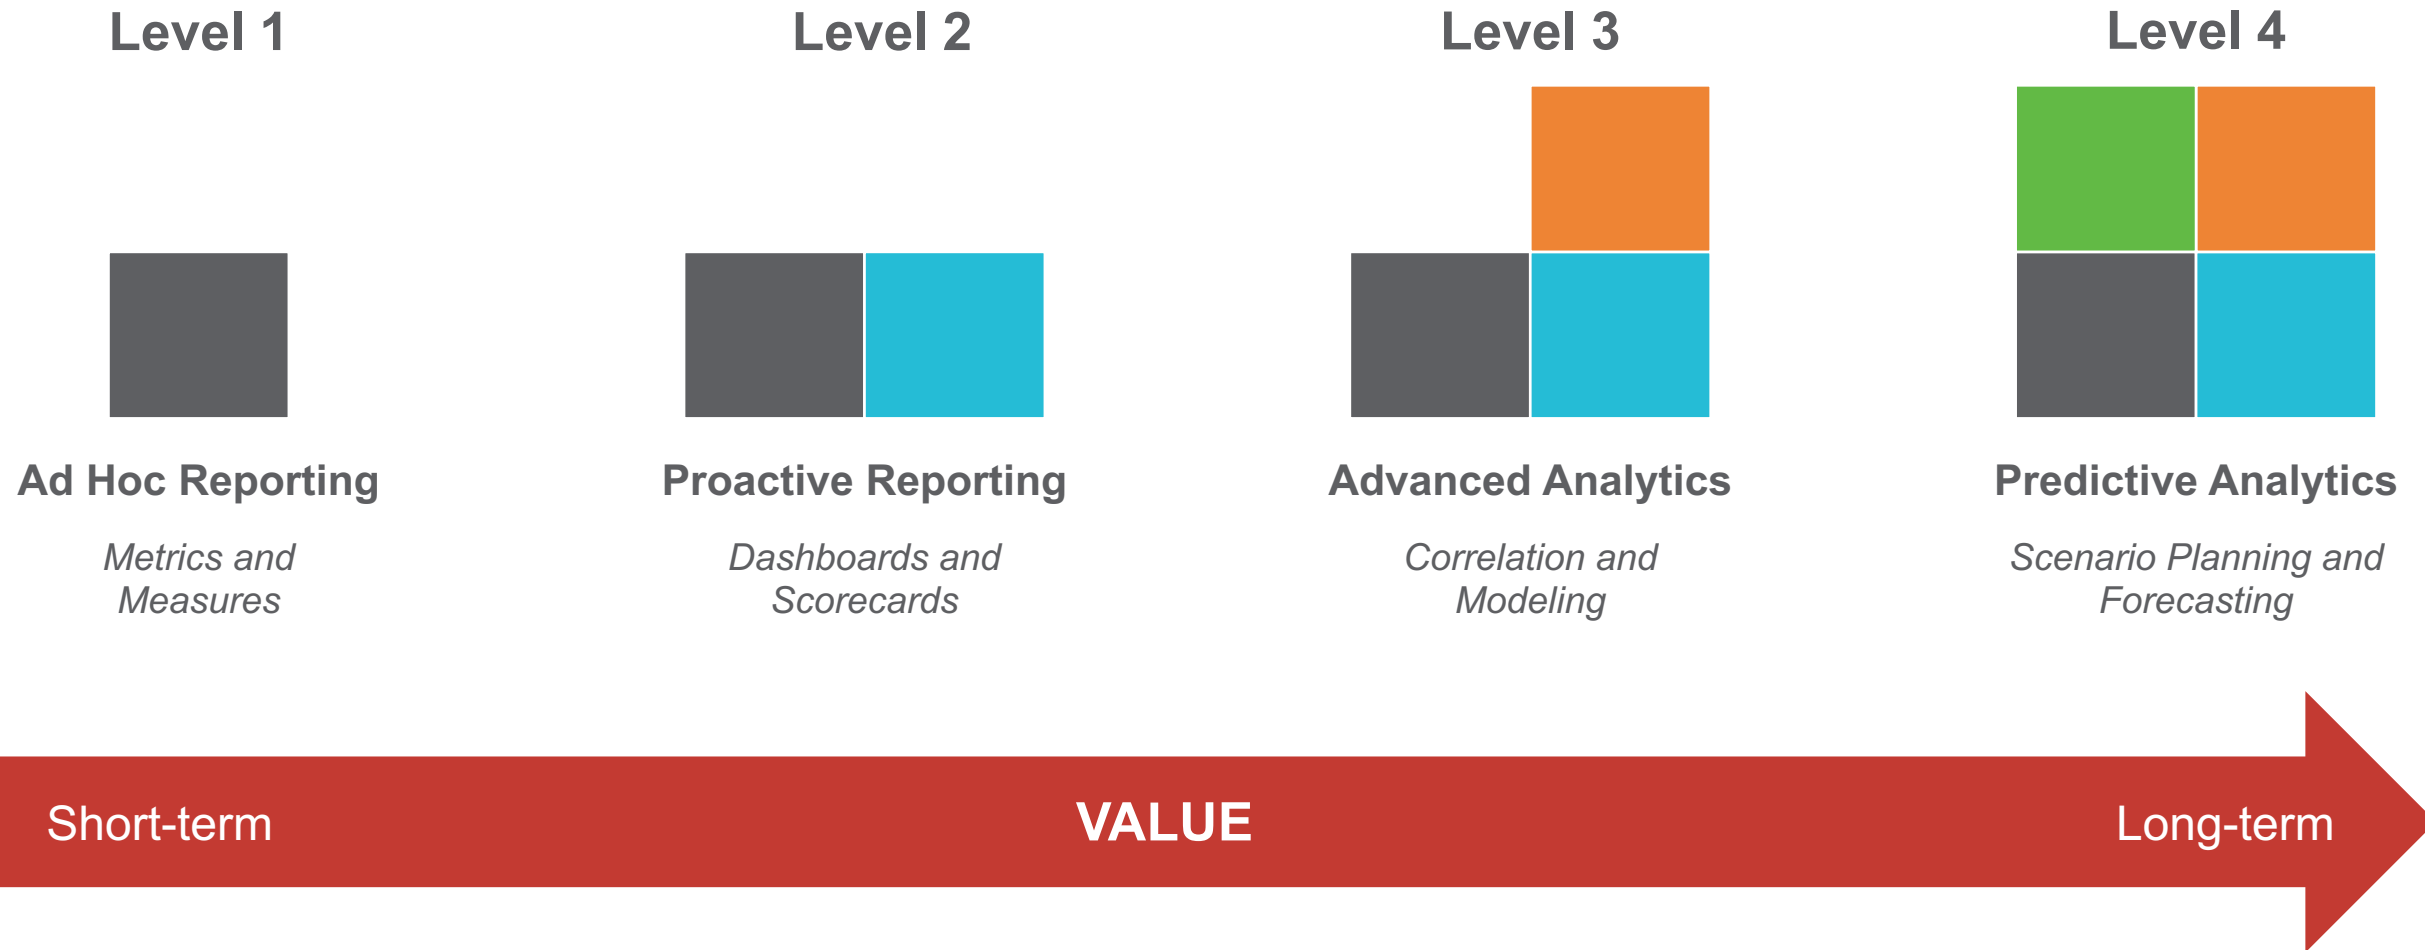 Level 1
Level 2
Level 3
Level 4
Ad Hoc Reporting
Metrics and
Measures
Proactive Reporting
Dashboards and
Scorecards
Advanced Analytics
Correlation and
Modeling
Predictive Analytics
Scenario Planning and
Forecasting
Short-term
VALUE
Long-term